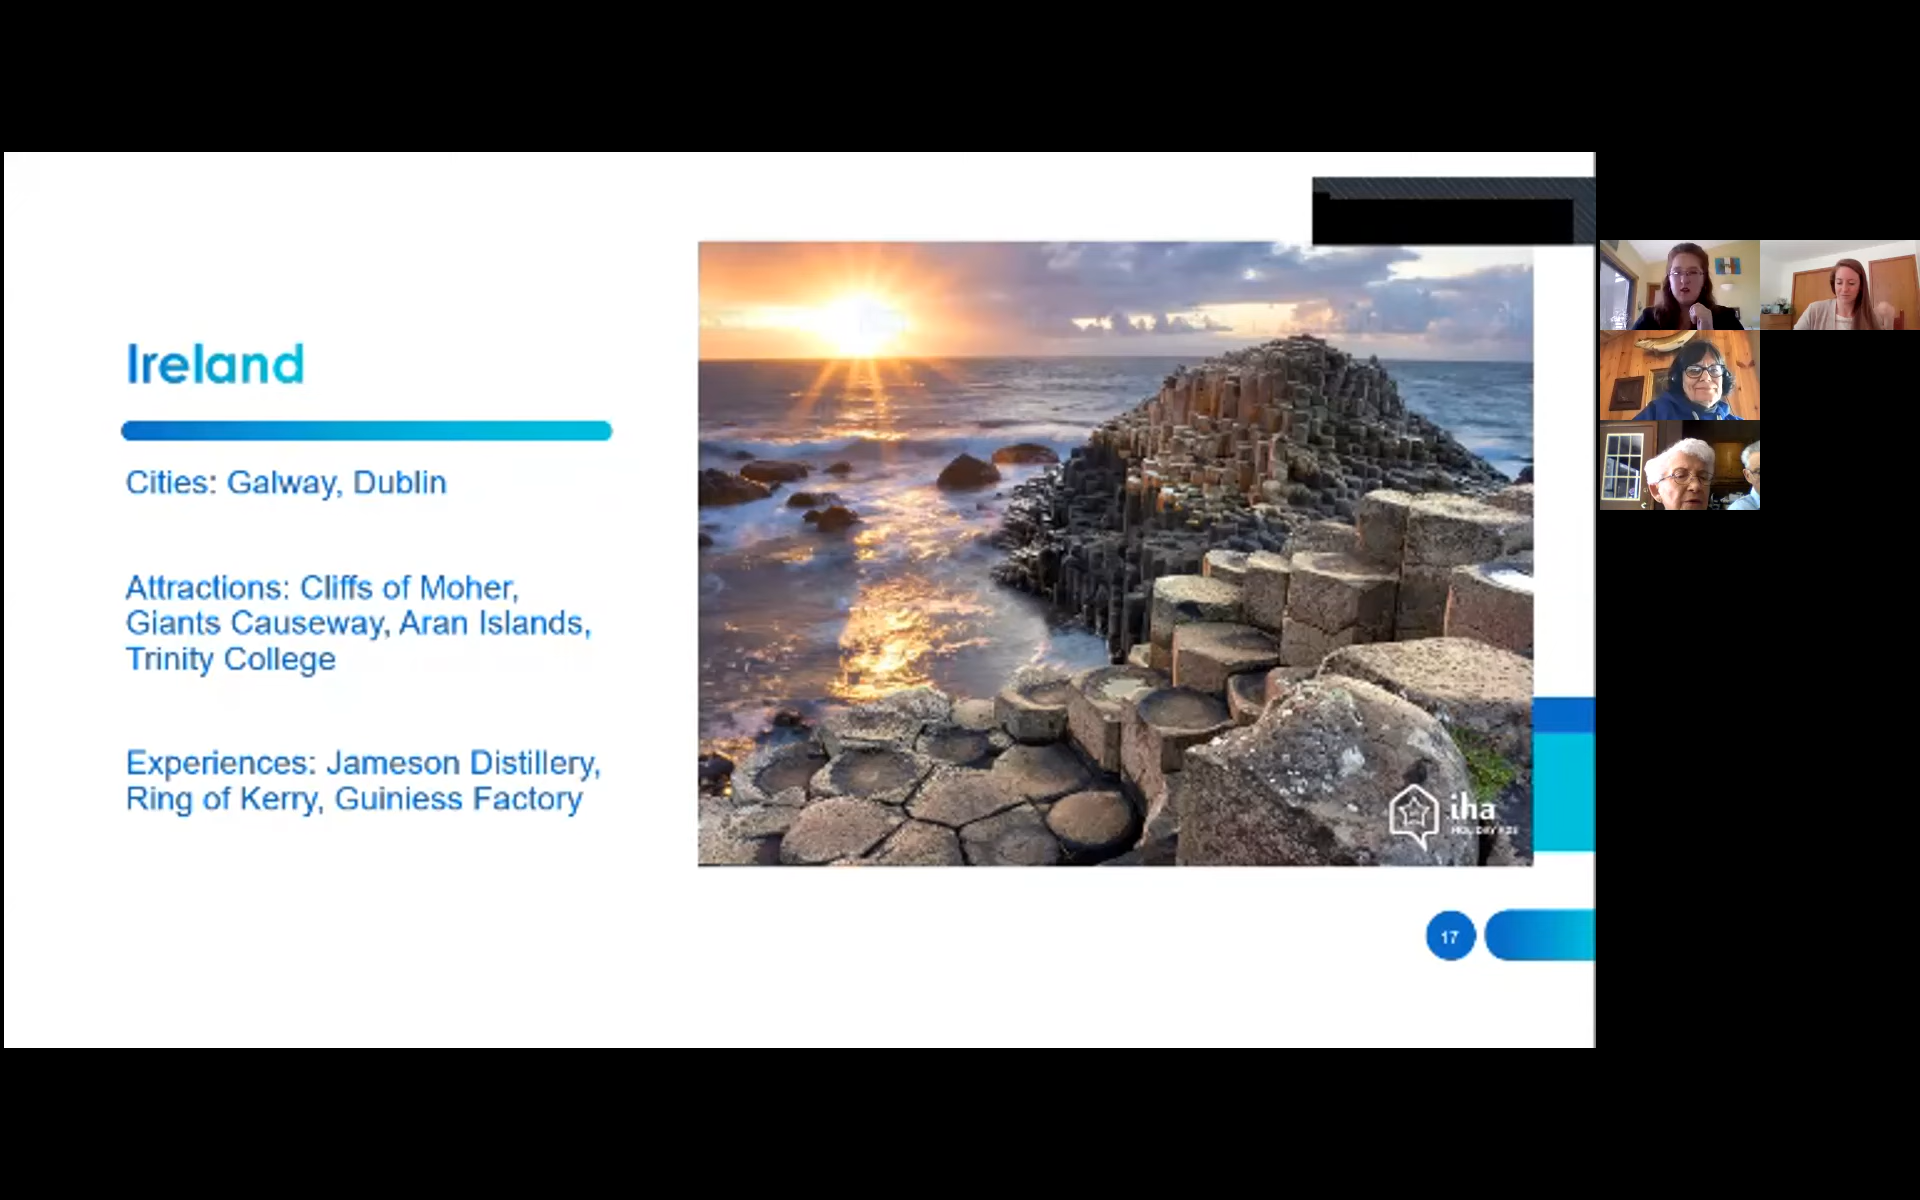 Ireland
Cities: Galway, Dublin
Attractions: Cliffs of Moher,
Giants Causeway, Aran Islands,
Trinity College
Experiences: Jameson Distillery,
Ring of Kerry, Guiniess Factory
iha
17